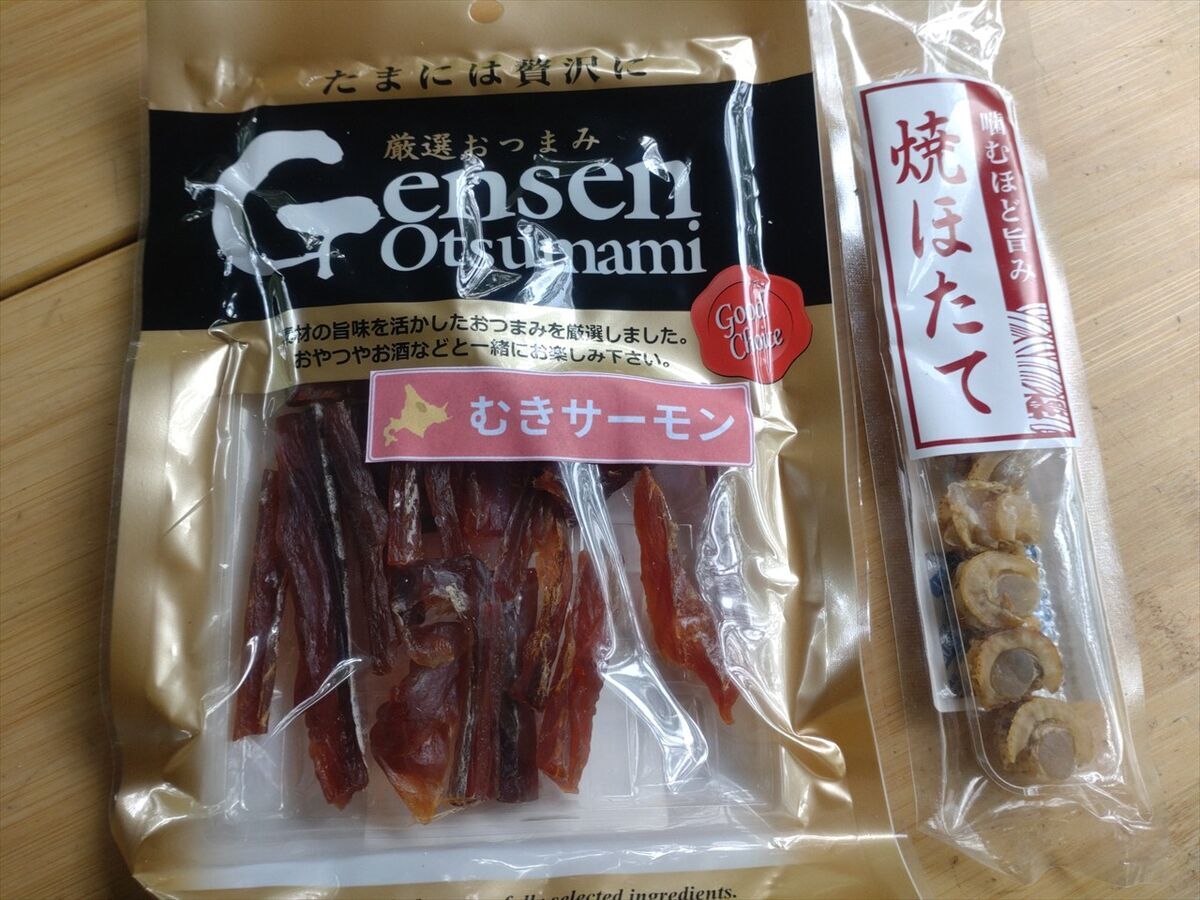 たまには贅沢に
厳選おつまみ
Gensen
Otsumami
素材の旨味を活かしたおつまみを厳選しました。
おやつやお酒などと一緒にお楽しみ下さい。
Good
Choice
むきサーモン
selected ingredients.
噛むほど旨み
焼ほたて